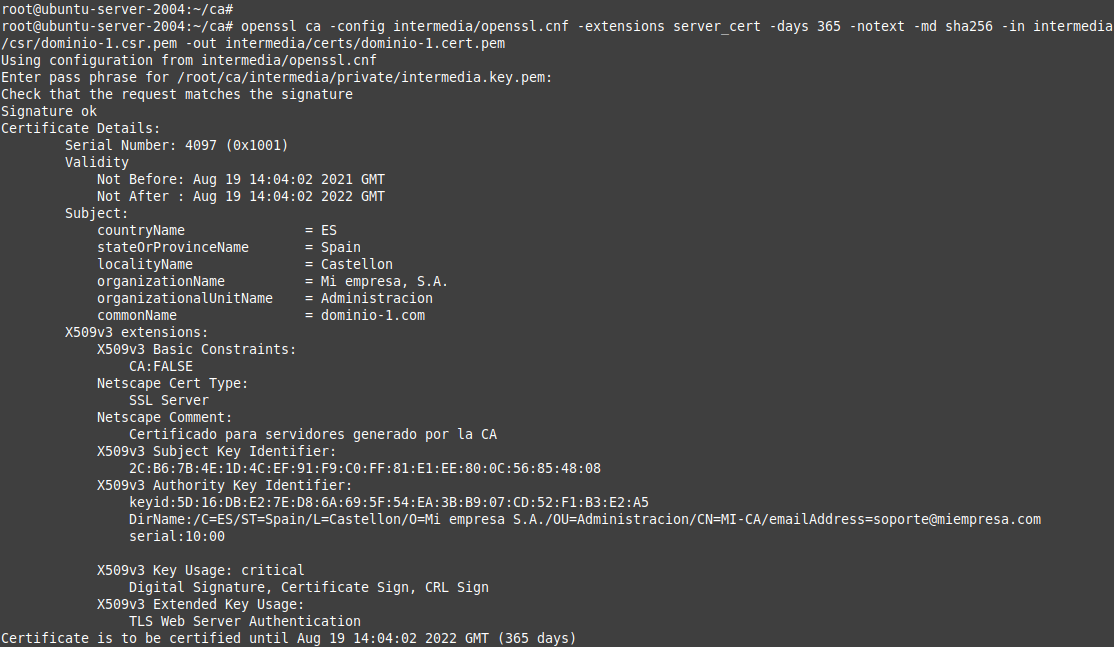 root@ubuntu-server-2004:~/ca#
root@ubuntu-server-2004:~/ca# openssl ca -config intermedia/openssl.cnf -extensions server_cert -days 365 -notext -md sha256 -in intermedia
/csr/dominio-1.csr.pem -out intermedia/certs/dominio-1.cert.pem
Using configuration from intermedia/openssl.cnf
Enter pass phrase for /root/ca/intermedia/private/intermedia.key.pem:
Check that the request matches the signature
Signature ok
Certificate Details:
        Serial Number: 4097 (0x1001)
        Validity
            Not Before: Aug 19 14:04:02 2021 GMT
            Not After : Aug 19 14:04:02 2022 GMT
        Subject:
            countryName               = ES
            stateOrProvinceName       = Spain
            localityName              = Castellon
            organizationName          = Mi empresa, S.A.
            organizationalUnitName    = Administracion
            commonName                = dominio-1.com
        X509v3 extensions:
            X509v3 Basic Constraints:
                CA:FALSE
            Netscape Cert Type:
                SSL Server
            Netscape Comment:
                Certificado para servidores generado por la CA
            X509v3 Subject Key Identifier:
                2C:B6:7B:4E:1D:4C:EF:91:F9:C0:FF:81:E1:EE:80:0C:56:85:48:08
            X509v3 Authority Key Identifier:
                keyid:5D:16:DB:E2:7E:D8:6A:69:5F:54:EA:3B:B9:07:CD:52:F1:B3:E2:A5
                DirName:/C=ES/ST=Spain/L=Castellon/O=Mi empresa S.A./OU=Administracion/CN=MI-CA/emailAddress=soporte@miempresa.com
                serial:10:00

            X509v3 Key Usage: critical
                Digital Signature, Certificate Sign, CRL Sign
            X509v3 Extended Key Usage:
                TLS Web Server Authentication
Certificate is to be certified until Aug 19 14:04:02 2022 GMT (365 days)